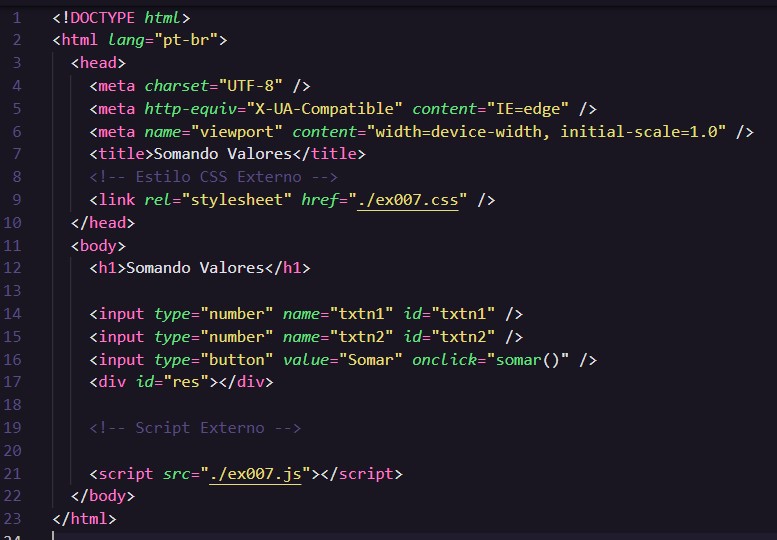 1 <!DOCTYPE html>
2 <html lang="pt-br">
3 <head>
4 <meta charset="UTF-8" />
5 <meta http-equiv="X-UA-Compatible" content="IE=edge" />
6 <meta name="viewport" content="width=device-width, initial-scale=1.0" />
7 <title>Somando Valores</title>
8 <!-- Estilo CSS Externo -->
9 <link rel="stylesheet" href="./ex007.css" />
10 </head>
11 <body>
12 <h1>Somando Valores</h1>
13
14 <input type="number" name="txtn1" id="txtn1" />
15 <input type="number" name="txtn2" id="txtn2" />
16 <input type="button" value="Somar" onclick="somar()" />
17 <div id="res"></div>
18
19 <!-- Script Externo -->
20
21 <script src="./ex007.js"></script>
22 </body>
23 </html>
24